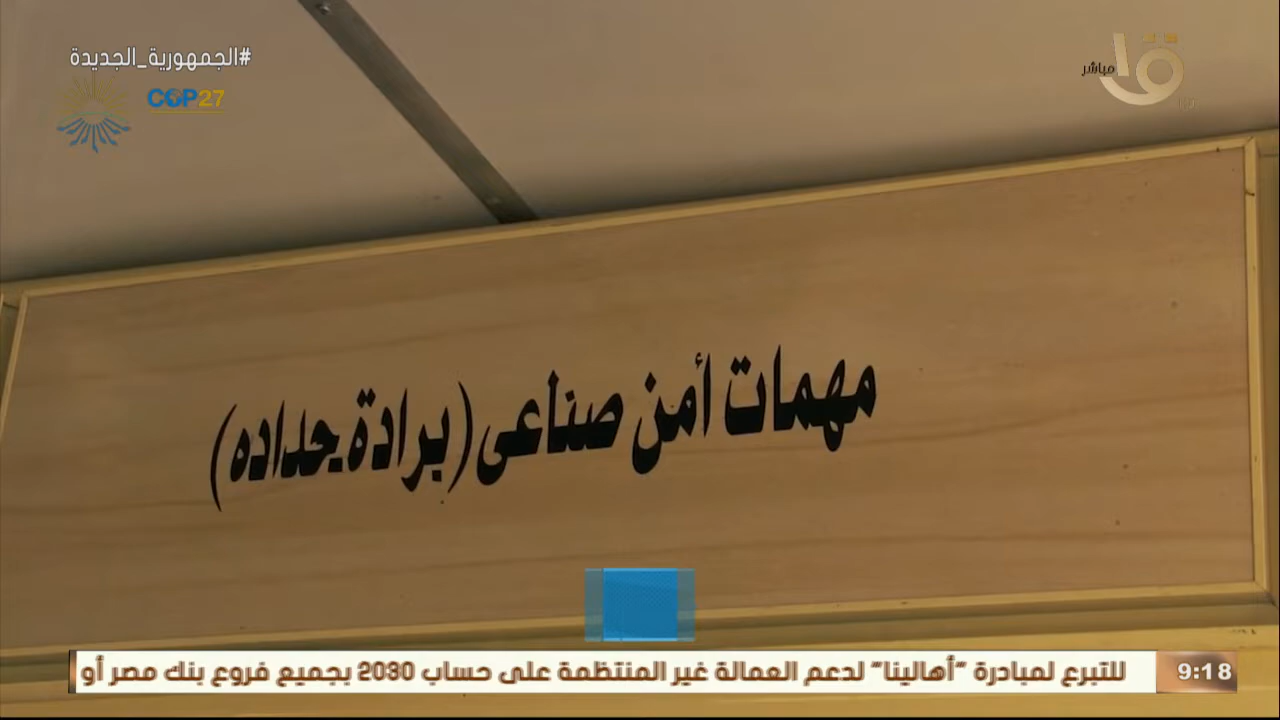 #الجمهورية_الجديدة
COP27
مباشر
مهمات أمن صناعى (برادة.حداده)
للتبرع لمبادرة "أهالينا" لدعم العمالة غير المنتظمة على حساب 2030 بجميع فروع بنك مصر أو
9:18